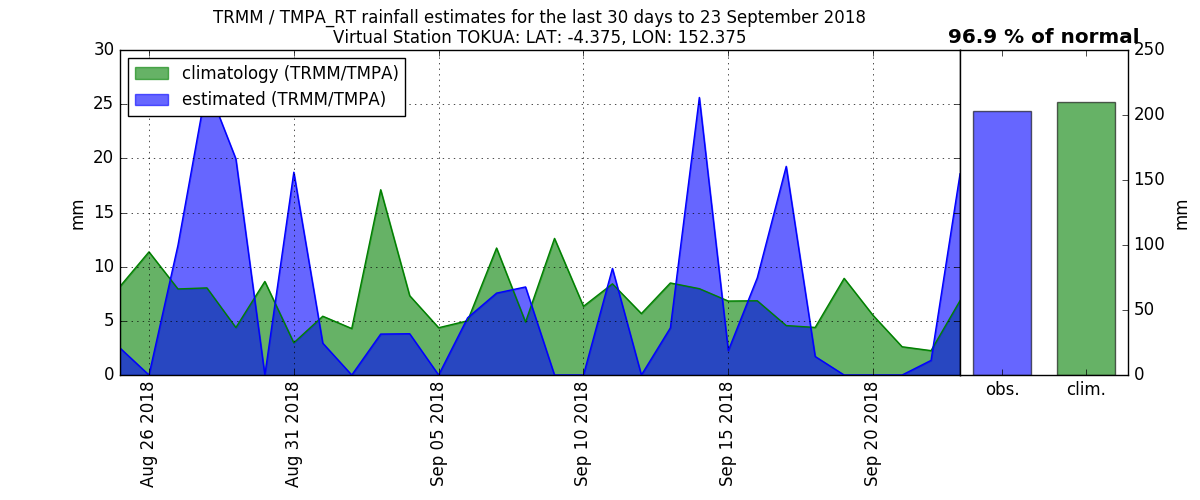 TRMM / TMPA_RT rainfall estimates for the last 30 days to 23 September 2018
Virtual Station TOKUA: LAT: -4.375, LON: 152.375
96.9 % of normal
climatology (TRMM/TMPA)
estimated (TRMM/TMPA)
30
25
20
15
10
5
0
mm
Aug 26 2018
Aug 31 2018
Sep 05 2018
Sep 10 2018
Sep 15 2018
Sep 20 2018
obs.
clim.
250
200
150
100
50
0
mm